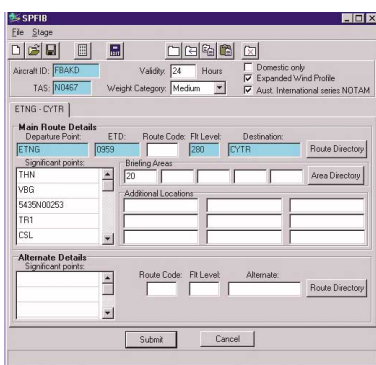 SPFIB
File Stage
EXIT
Aircraft ID: FBAKD Validity: 24 Hours Domestic only
TAS: N0467 Weight Category: Medium Expanded Wind Profile
Aust. International series NOTAM
ETNG - CYTR
Main Route Details
Departure Point: ETD: Route Code: Flt Level: Destination:
ETNG 0959 280 CYTR Route Directory
Significant points: Briefing Areas
THN 20 Area Directory
VBG Additional Locations
5435N00253
TR1
CSL
Alternate Details
Significant points:
Route Code: Flt Level: Alternate:
Route Directory
Submit Cancel